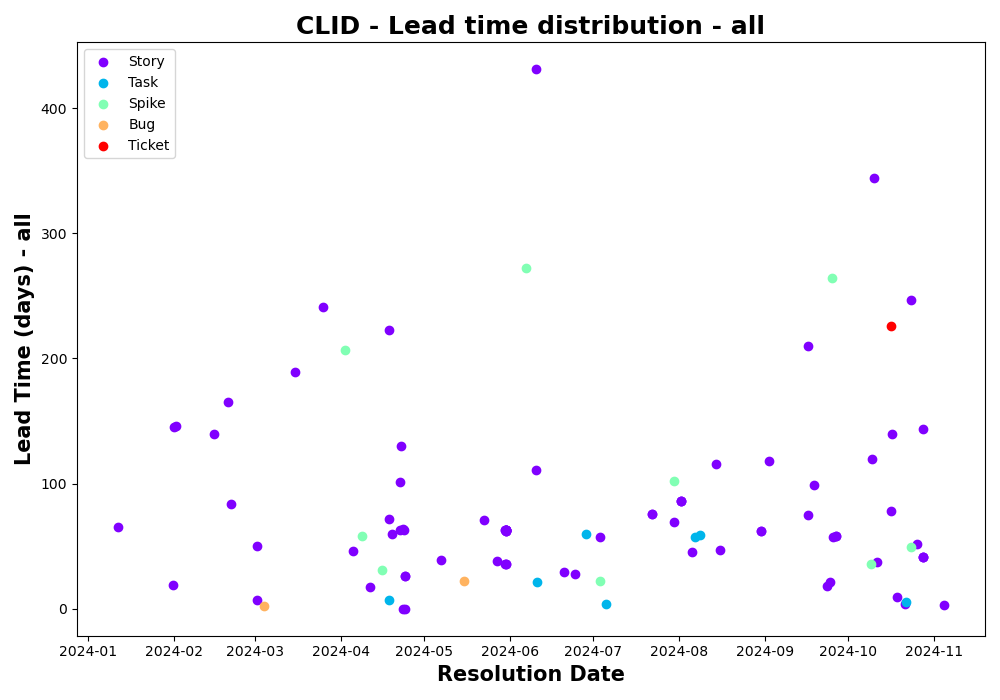 CLID - Lead time distribution - all
Story
Task
Spike
Bug
Ticket
Lead Time (days) - all
400
300
200
100
0
2024-01 2024-02 2024-03 2024-04 2024-05 2024-06 2024-07 2024-08 2024-09 2024-10 2024-11
Resolution Date